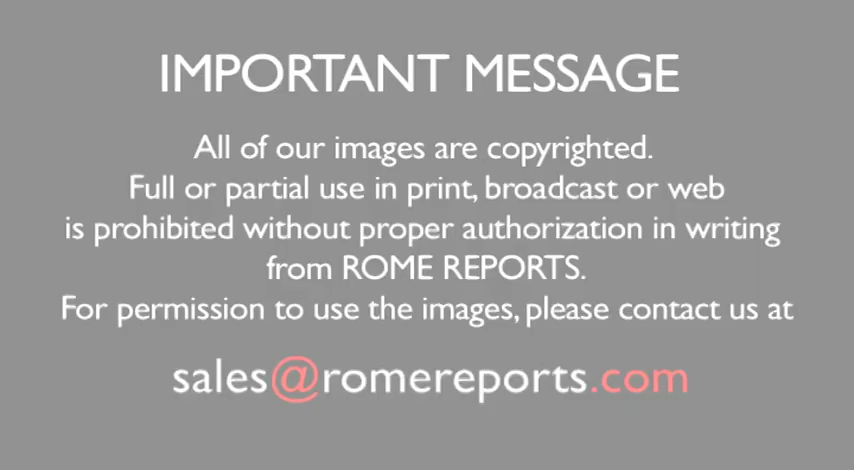 IMPORTANT MESSAGE
All of our images are copyrighted.
Full or partial use in print, broadcast or web
is prohibited without proper authorization in writing
from ROME REPORTS.
For permission to use the images, please contact us at
sales@romereports.com